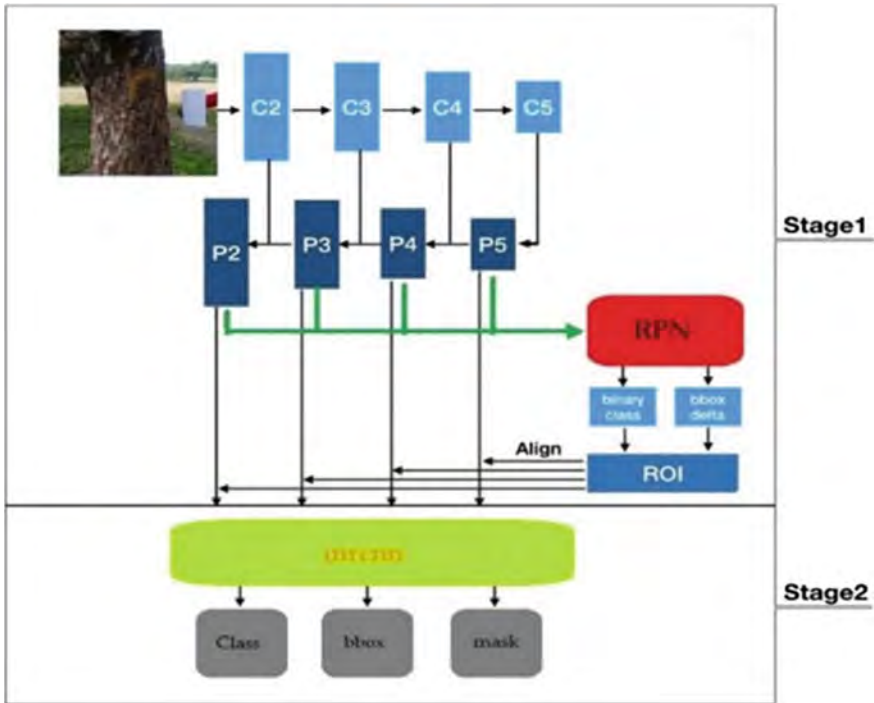 C2
C3
C4
C5
P2
P3
P4
P5
Stage1
RPN
binary
class
bbox
delta
Align
ROI
mrcnn
Stage2
Class
bbox
mask